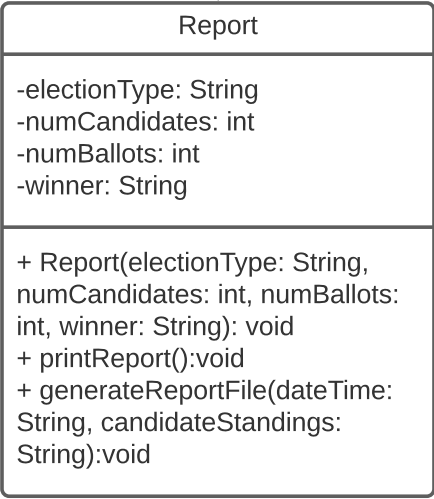 Report
-electionType: String
-numCandidates: int
-numBallots: int
-winner: String
+ Report(electionType: String,
numCandidates: int, numBallots:
int, winner: String): void
+ printReport():void
+ generateReportFile(dateTime:
String, candidateStandings:
String):void